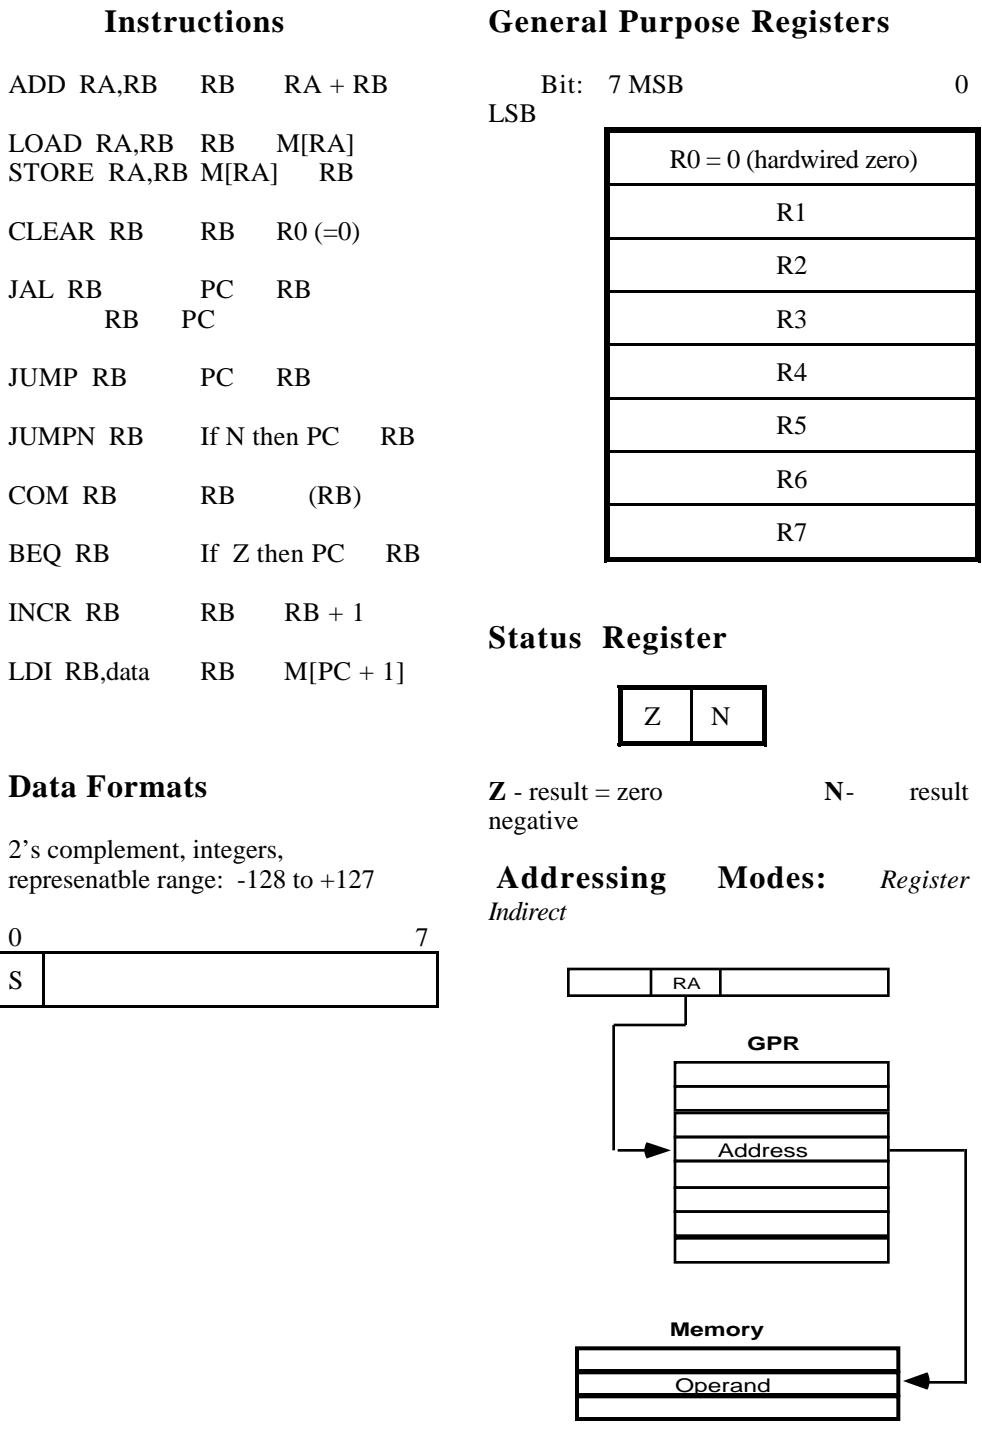 Instructions
ADD RA,RB RB RA + RB
LOAD RA,RB RB M[RA]
STORE RA,RB M[RA] RB
CLEAR RB RB R0 (=0)
JAL RB PC RB
RB PC
JUMP RB PC RB
JUMPN RB If N then PC RB
COM RB RB (RB)
BEQ RB If Z then PC RB
INCR RB RB RB + 1
LDI RB,data RB M[PC + 1]
Data Formats
2’s complement, integers,
represenatble range: -128 to +127
0 7
S
General Purpose Registers
Bit: 7 MSB 0
LSB
R0 = 0 (hardwired zero)
R1
R2
R3
R4
R5
R6
R7
Status Register
Z N
Z - result = zero N- result
negative
Addressing Modes: Register
Indirect
RA
GPR
Address
Memory
Operand